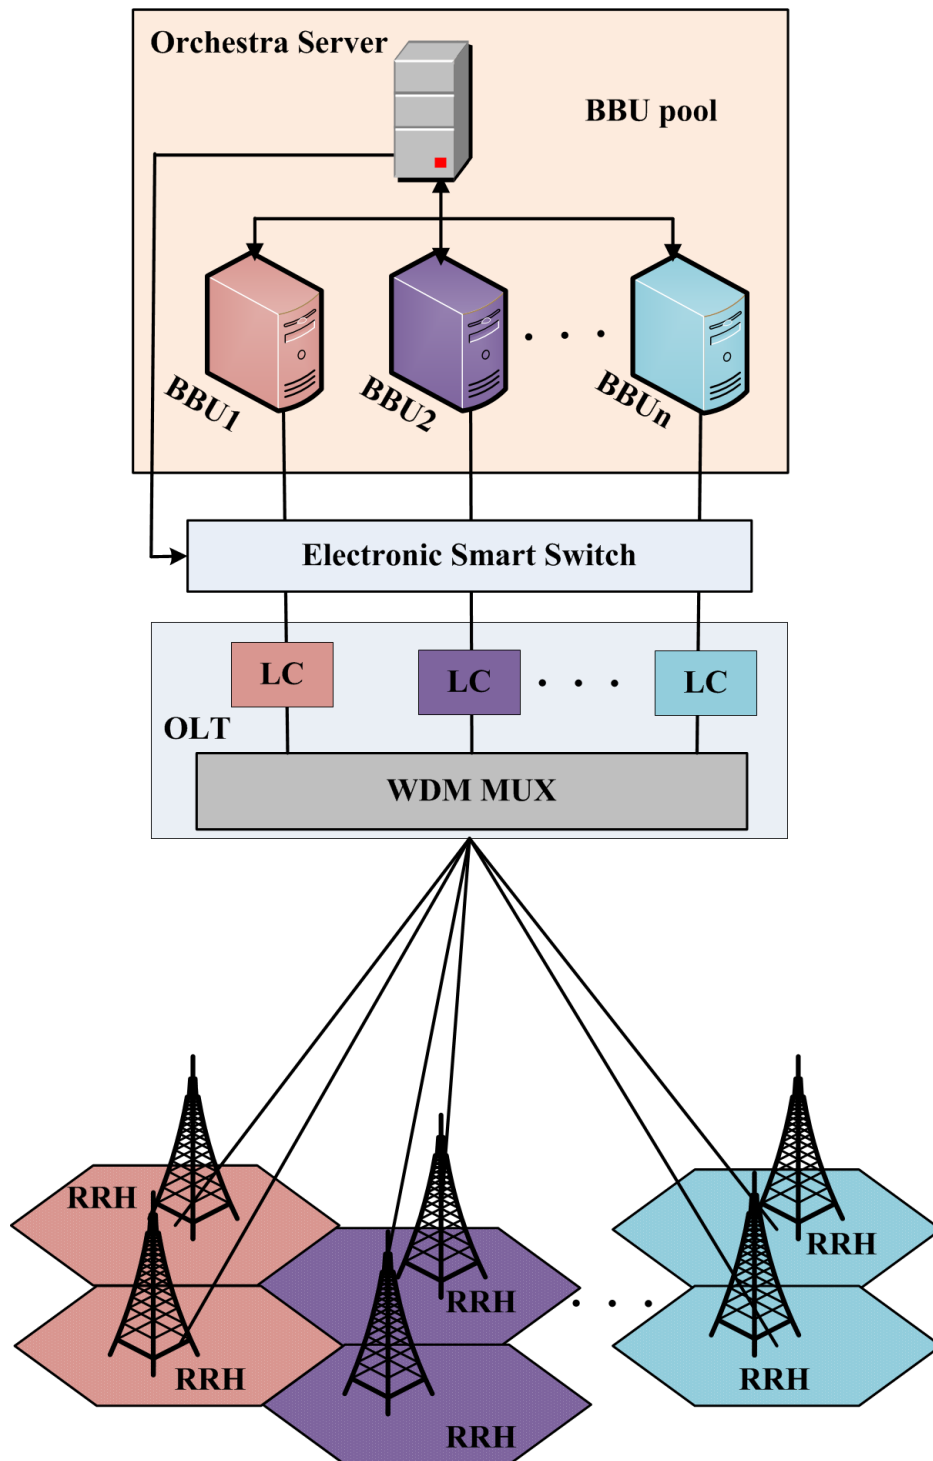 Orchestra Server
BBU pool
BBU1
BBU2
BBUn
Electronic Smart Switch
LC
LC
LC
OLT
WDM MUX
RRH
RRH
RRH
RRH
RRH
RRH